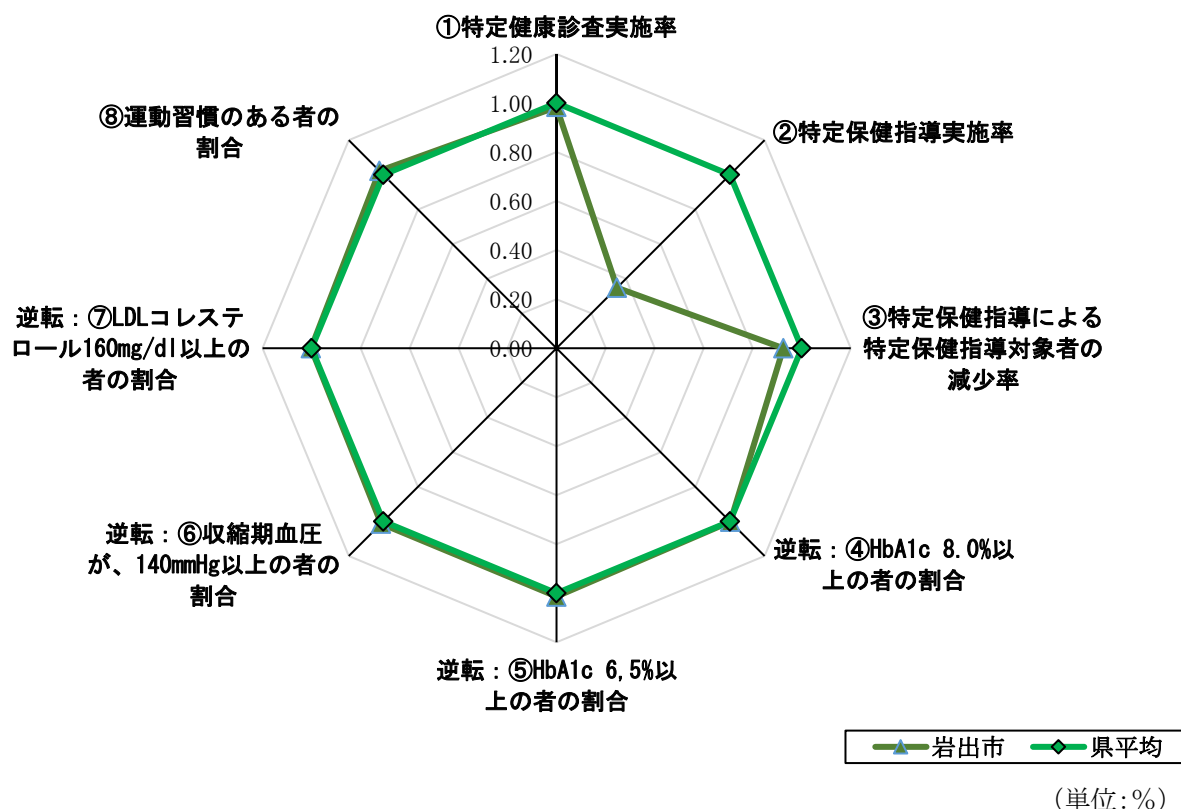 ①特定健康診査実施率
1.20
1.00
0.80
0.60
0.40
0.20
0.00
②特定保健指導実施率
③特定保健指導による
特定保健指導対象者の
減少率
逆転：④HbA1c 8.0%以
上の者の割合
逆転：⑤HbA1c 6,5%以
上の者の割合
逆転：⑥収縮期血圧
が、140mmHg以上の者の
割合
逆転：⑦LDLコレステ
ロール160mg/dl以上の
者の割合
⑧運動習慣のある者の
割合
岩出市 県平均
（単位：％）